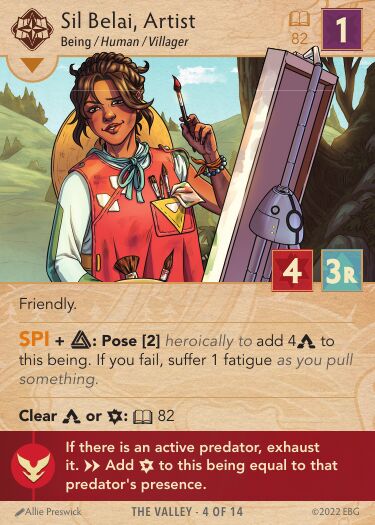 Sil Belai, Artist
Being / Human / Villager
82
1
4
3R
Friendly.
SPI + : Pose [2] heroically to add 4 to
this being. If you fail, suffer 1 fatigue as you pull
something.
Clear or : 82
If there is an active predator, exhaust
it. Add to this being equal to that
predator's presence.
Allie Preswick
THE VALLEY - 4 OF 14
©2022 EBG